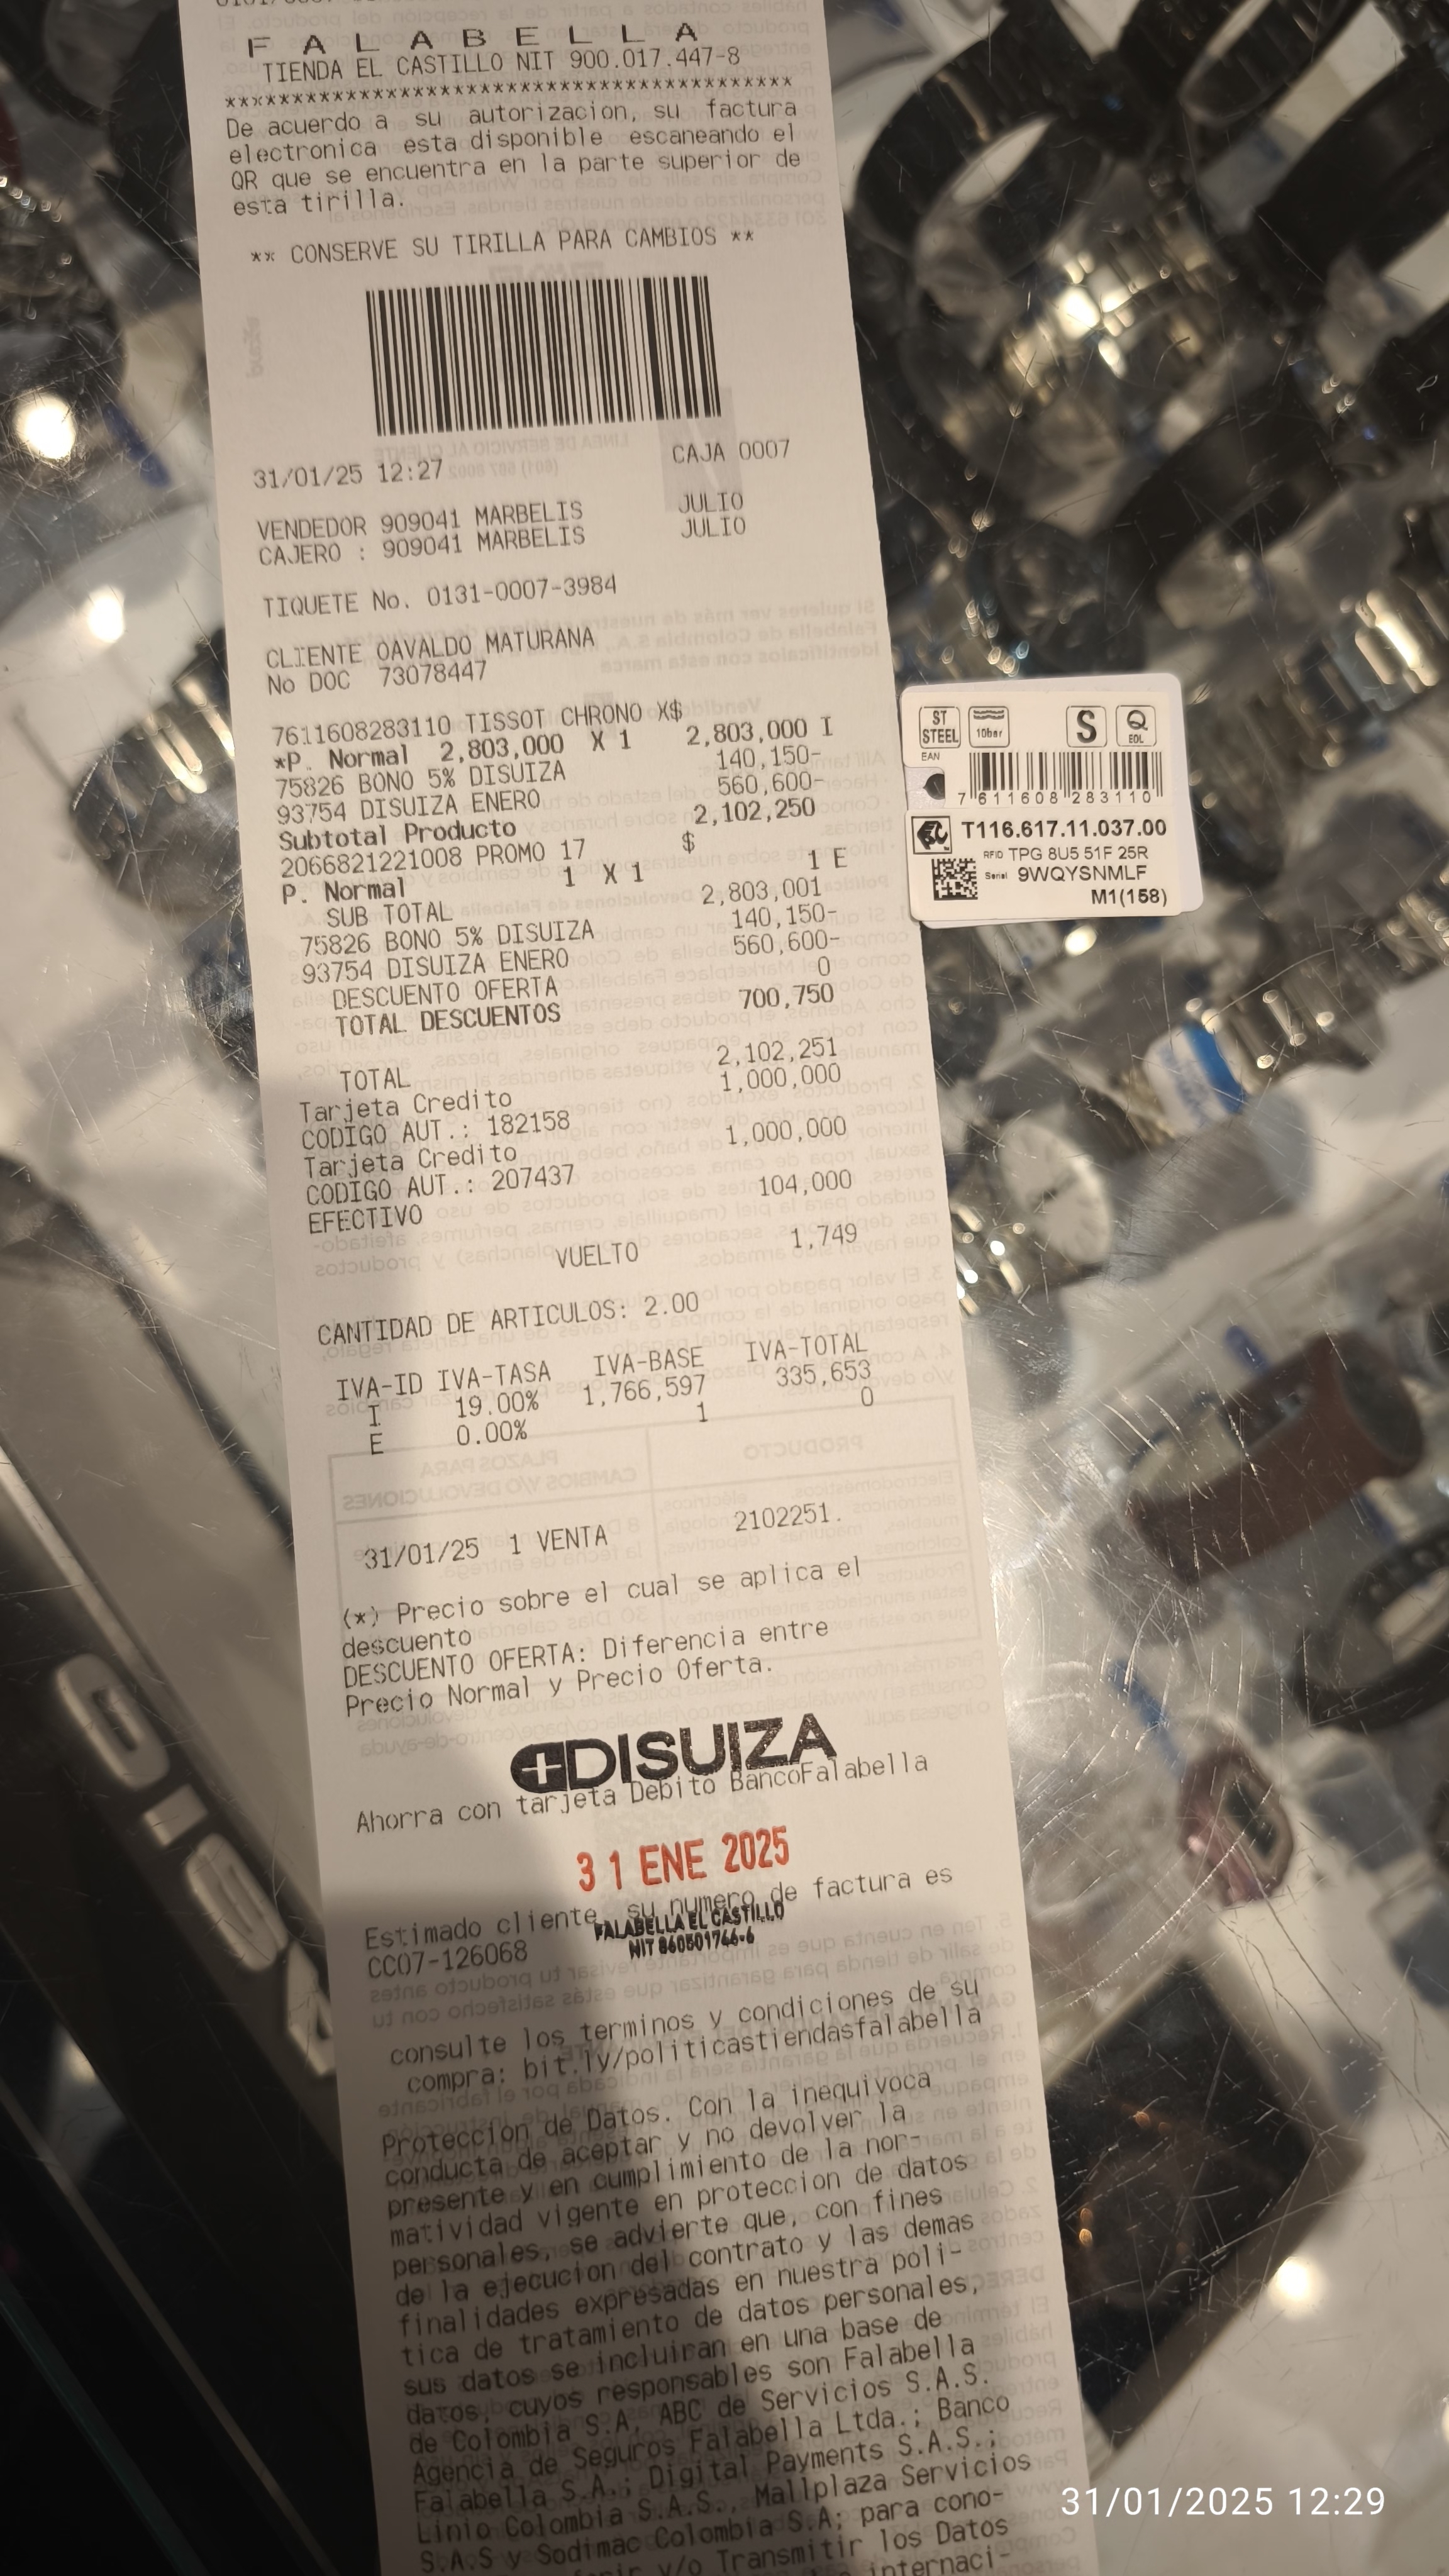 F A L A B E L L A
TIENDA EL CASTILLO NIT 900.017.447-8
*******************************************
De acuerdo a su autorizacion, su factura
electronica esta disponible escaneando el
QR que se encuentra en la parte superior de
esta tirilla.
** CONSERVE SU TIRILLA PARA CAMBIOS **
31/01/25 12:27 CAJA 0007
VENDEDOR 909041 MARBELIS JULIO
CAJERO : 909041 MARBELIS JULIO
TIQUETE No. 0131-0007-3984
CLIENTE OAVALDO MATURANA
No DOC 73078447
7611608283110 TISSOT CHRONO X$
*P. Normal 2,803,000 X 1 2,803,000 I
75826 BONO 5% DISUIZA 140,150-
93754 DISUIZA ENERO 560,600-
Subtotal Producto 2,102,250
2066821221008 PROMO 17 $
P. Normal 1 X 1 1 E
SUB TOTAL 2,803,001
75826 BONO 5% DISUIZA 140,150-
93754 DISUIZA ENERO 560,600-
DESCUENTO OFERTA 0
TOTAL DESCUENTOS 700,750
TOTAL 2,102,251
Tarjeta Credito 1,000,000
CODIGO AUT.: 182158
Tarjeta Credito 1,000,000
CODIGO AUT.: 207437
EFECTIVO 104,000
VUELTO 1,749
CANTIDAD DE ARTICULOS: 2.00
IVA-ID IVA-TASA IVA-BASE IVA-TOTAL
I 19.00% 1,766,597 335,653
E 0.00% 1 0
31/01/25 1 VENTA 2102251.
(*) Precio sobre el cual se aplica el
descuento
DESCUENTO OFERTA: Diferencia entre
Precio Normal y Precio Oferta.
DISUIZA
Ahorra con tarjeta Debito BancoFalabella
31 ENE 2025
Estimado cliente, su numero de factura es
FALABELLA EL CASTILLO
CC07-126068
NIT 860501766-6
consulte los terminos y condiciones de su
compra: bit.ly/politicastiendasfalabella
Proteccion de Datos. Con la inequivoca
conducta de aceptar y no devolver la
presente y en cumplimiento de la nor-
matividad vigente en proteccion de datos
personales, se advierte que, con fines
de la ejecucion del contrato y las demas
finalidades expresadas en nuestra poli-
tica de tratamiento de datos personales,
sus datos se incluiran en una base de
datos, cuyos responsables son Falabella
de Colombia S.A, ABC de Servicios S.A.S.
Agencia de Seguros Falabella Ltda.; Banco
Falabella S.A.; Digital Payments S.A.S.;
Linio Colombia S.A.S., Mallplaza Servicios
S.A.S y Sodimac Colombia S.A; para cono-
y/o Transmitir los Datos
internaci-
ST
STEEL
10bar
S
Q
EOL
EAN
7 611608 283110
T116.617.11.037.00
RFID TPG 8U5 51F 25R
Serial 9WQYSNMLF
M1(158)
31/01/2025 12:29